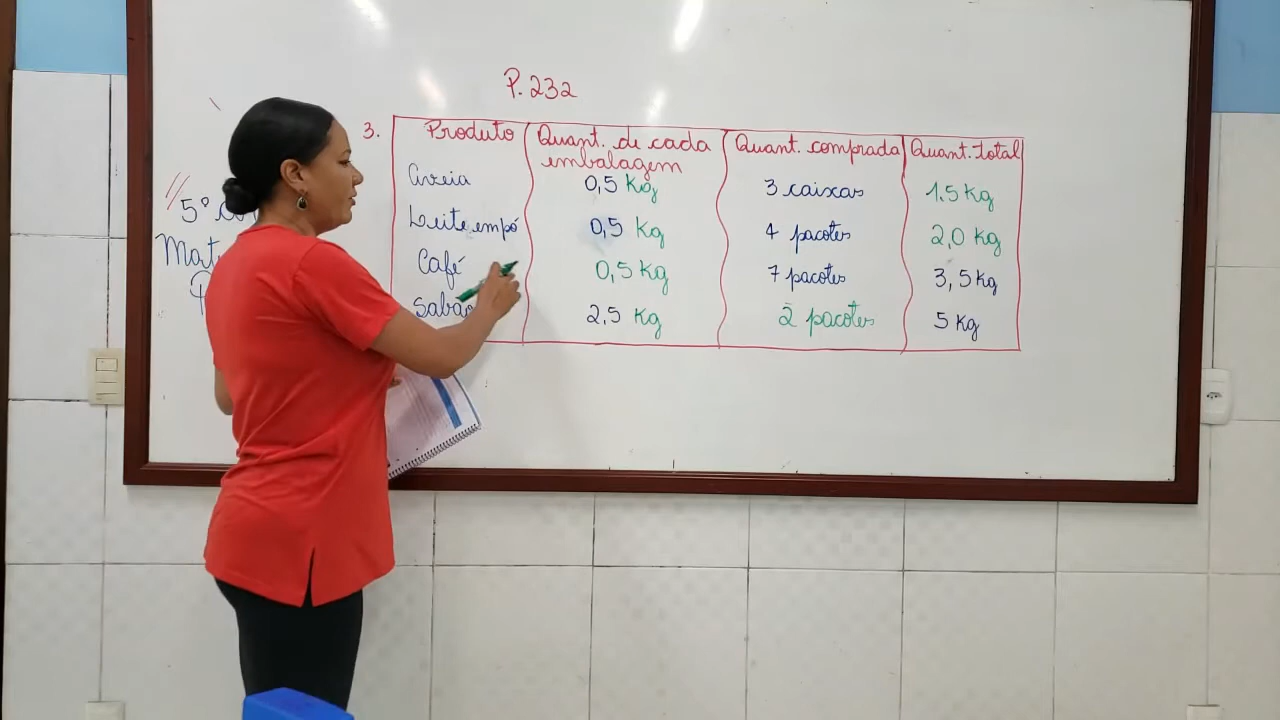 P. 232
3.
Produto Quant. de cada embalagem Quant. comprada Quant. Total
aveia 0,5 Kg 3 caixas 1.5 Kg
Leite em pó 0,5 Kg 4 pacotes 2,0 Kg
Café 0,5 Kg 7 pacotes 3,5 Kg
Sabão 2,5 Kg 2 pacotes 5 Kg
5º
Mat